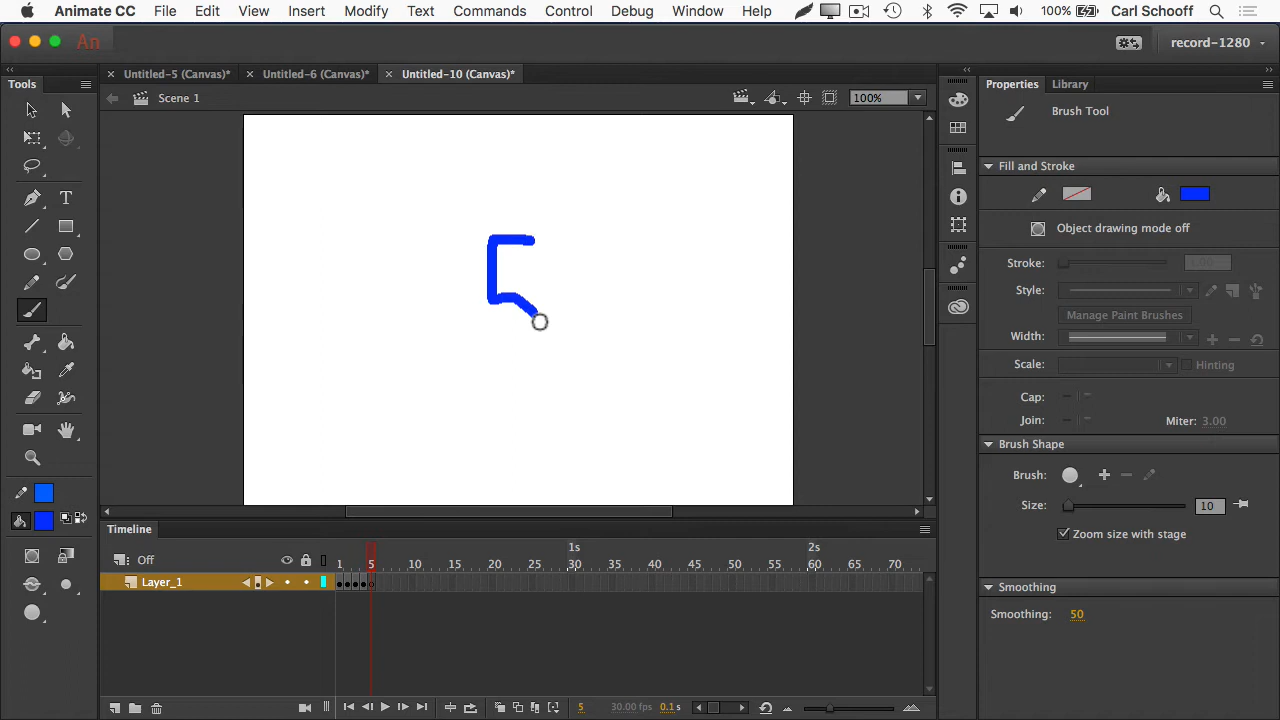 Animate CC File Edit View Insert Modify Text Commands Control Debug Window Help 100% Carl Schooff
An record-1280
Tools Untitled-5 (Canvas)* Untitled-6 (Canvas)* Untitled-10 (Canvas)* Properties Library
Scene 1 100%
Brush Tool
T
Fill and Stroke
Object drawing mode off
5
Stroke: 1.00
Style:
Manage Paint Brushes
Width:
Scale: Hinting
Cap:
Join: Miter: 3.00
Brush Shape
Brush:
Size: 10
Zoom size with stage
Timeline
1s 2s
Off 1 5 10 15 20 25 30 35 40 45 50 55 60 65 70
Layer_1
Smoothing
Smoothing: 50
5 30.00 fps 0.1 s